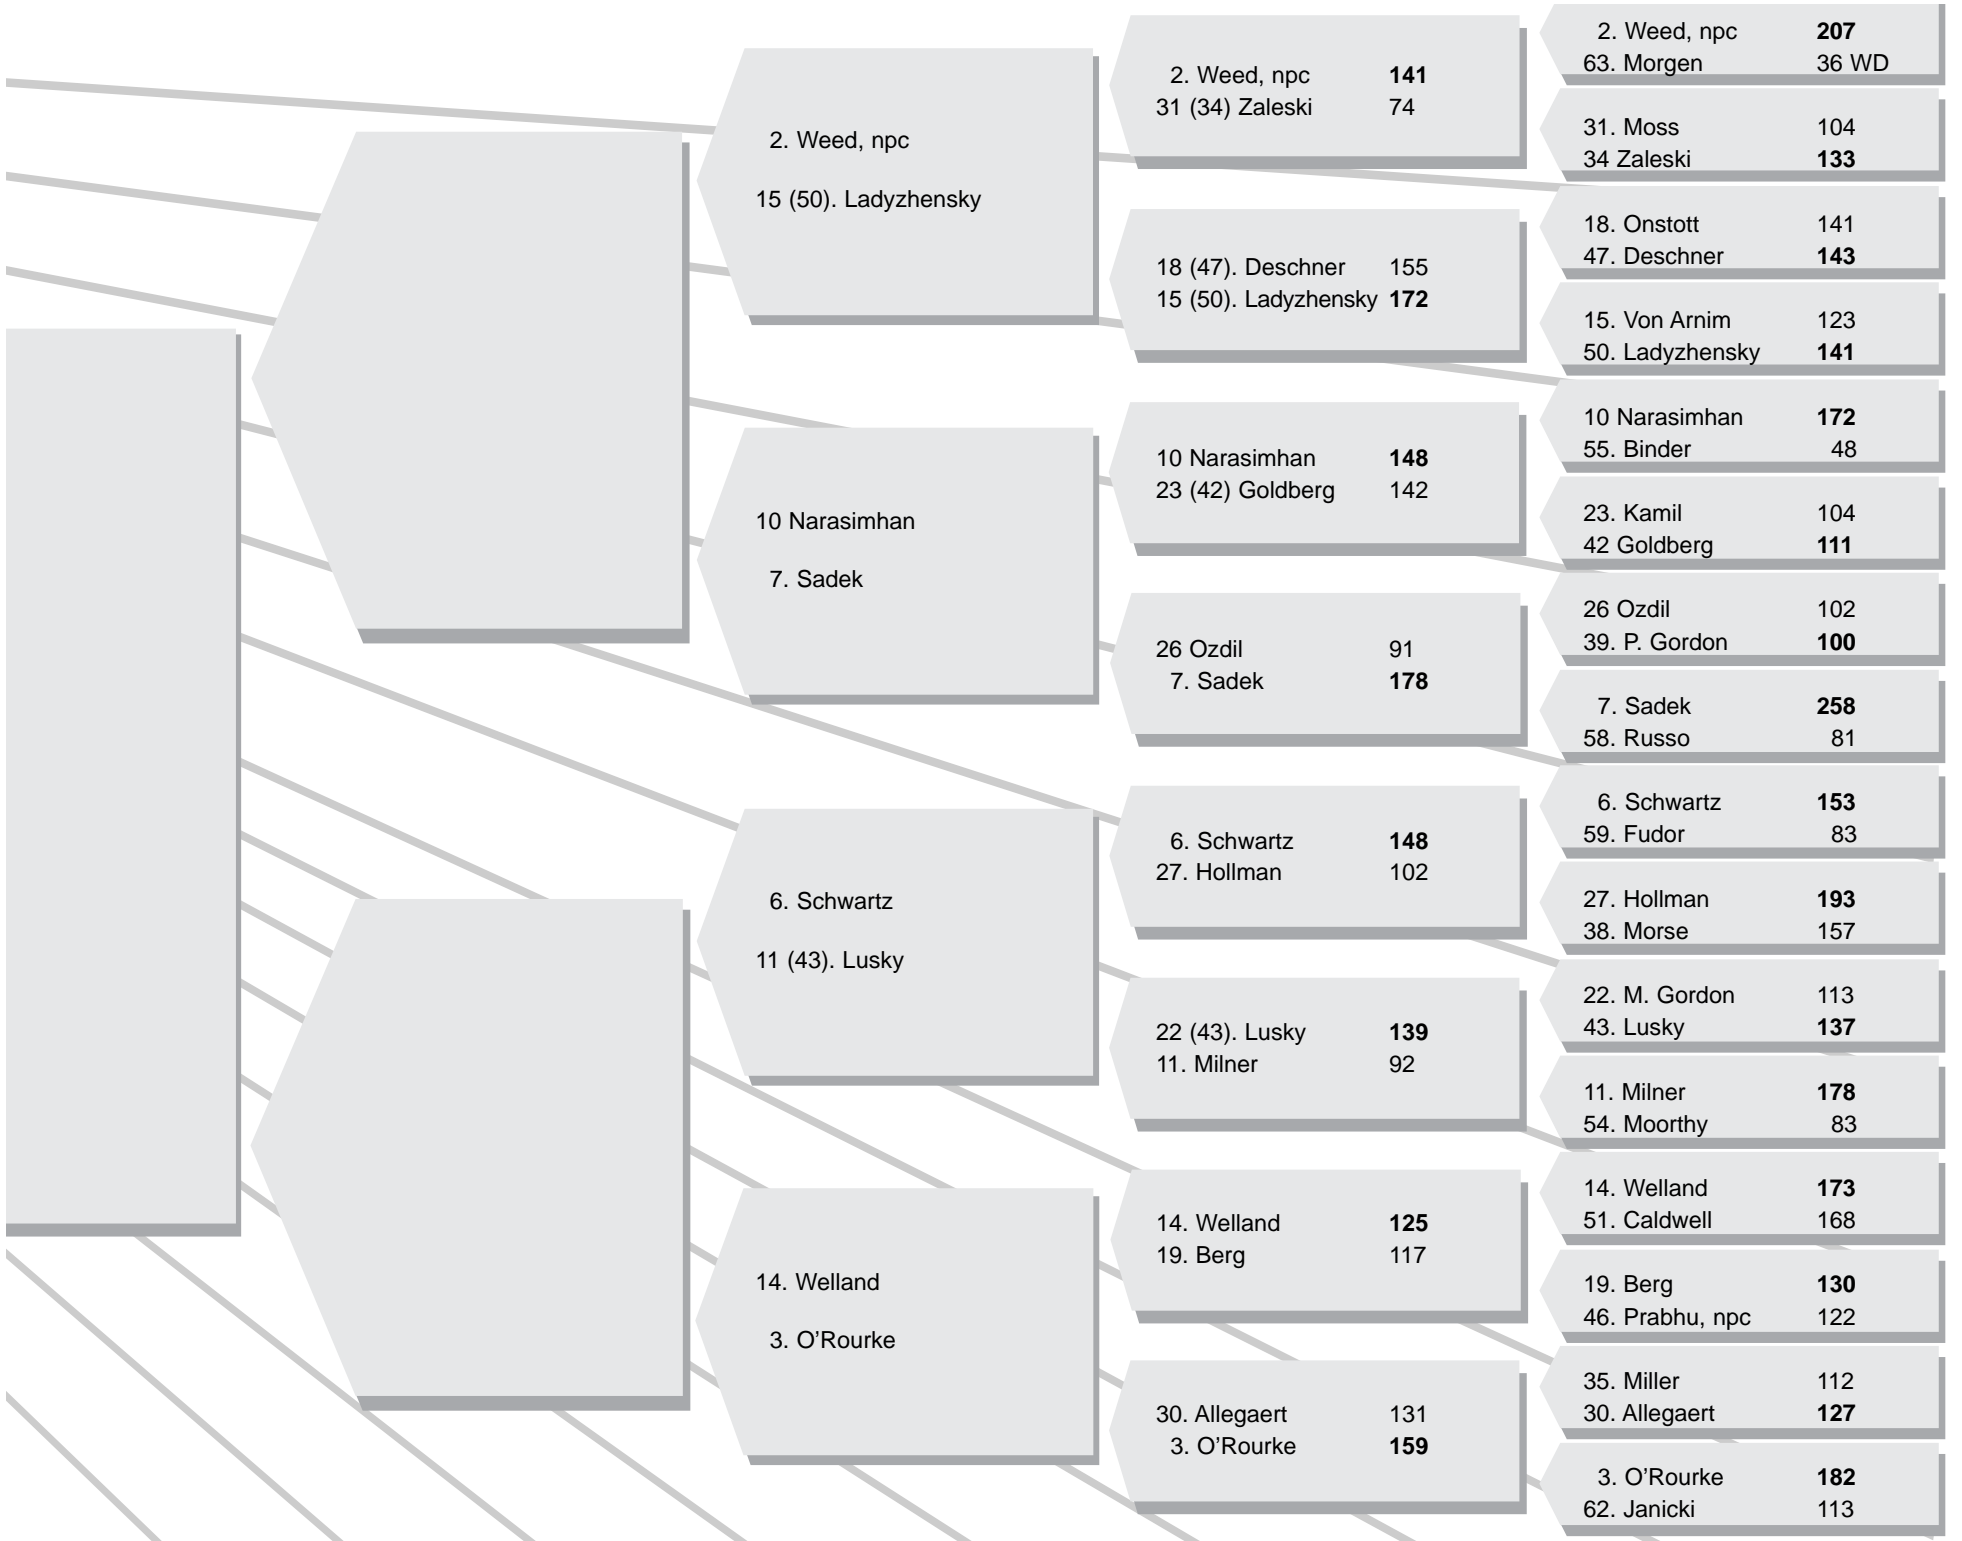 2. Weed, npc
15 (50). Ladyzhensky
10 Narasimhan
7. Sadek
6. Schwartz
11 (43). Lusky
14. Welland
3. O’Rourke
2. Weed, npc 141
31 (34) Zaleski 74
18 (47). Deschner 155
15 (50). Ladyzhensky 172
10 Narasimhan 148
23 (42) Goldberg 142
26 Ozdil 91
7. Sadek 178
6. Schwartz 148
27. Hollman 102
22 (43). Lusky 139
11. Milner 92
14. Welland 125
19. Berg 117
30. Allegaert 131
3. O’Rourke 159
2. Weed, npc 207
63. Morgen 36 WD
31. Moss 104
34 Zaleski 133
18. Onstott 141
47. Deschner 143
15. Von Arnim 123
50. Ladyzhensky 141
10 Narasimhan 172
55. Binder 48
23. Kamil 104
42 Goldberg 111
26 Ozdil 102
39. P. Gordon 100
7. Sadek 258
58. Russo 81
6. Schwartz 153
59. Fudor 83
27. Hollman 193
38. Morse 157
22. M. Gordon 113
43. Lusky 137
11. Milner 178
54. Moorthy 83
14. Welland 173
51. Caldwell 168
19. Berg 130
46. Prabhu, npc 122
35. Miller 112
30. Allegaert 127
3. O’Rourke 182
62. Janicki 113